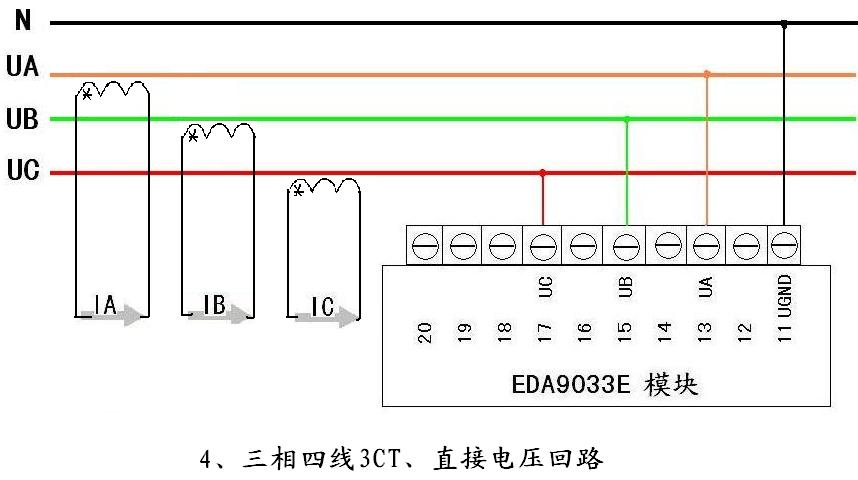 N
UA
UB
UC
*
*
*
IA
IB
IC
UC
UB
UA
UGND
20
19
18
17
16
15
14
13
12
11
EDA9033E 模块
4、三相四线3CT、直接电压回路